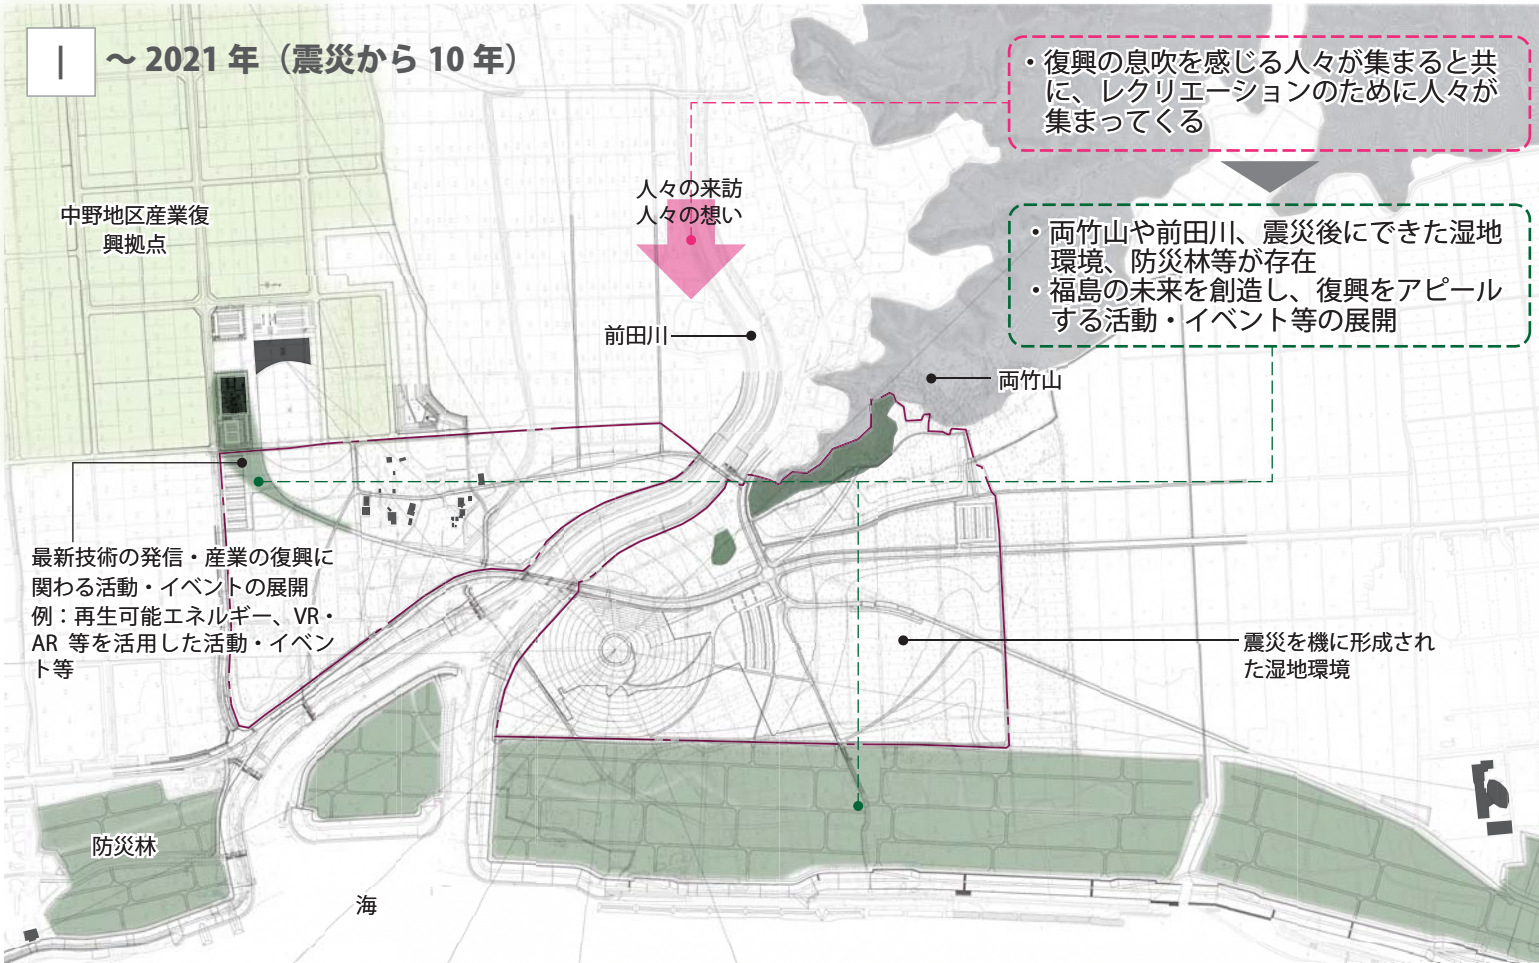 I
～ 2021 年（震災から 10 年）
・復興の息吹を感じる人々が集まると共
に、レクリエーションのために人々が
集まってくる
人々の来訪
人々の想い
中野地区産業復
興拠点
・両竹山や前田川、震災後にできた湿地
環境、防災林等が存在
・福島の未来を創造し、復興をアピール
する活動・イベント等の展開
前田川
両竹山
最新技術の発信・産業の復興に
関わる活動・イベントの展開
例：再生可能エネルギー、VR・
AR 等を活用した活動・イベン
ト等
震災を機に形成され
た湿地環境
防災林
海